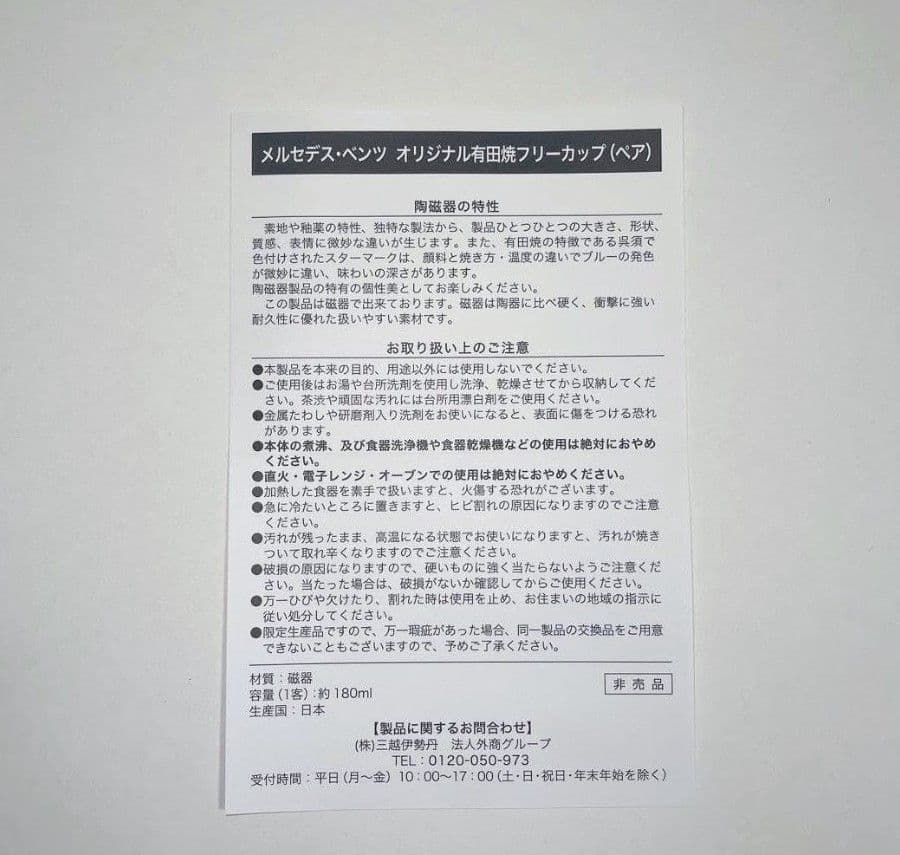 メルセデス・ベンツ オリジナル有田焼フリーカップ（ペア）
陶磁器の特性
素地や釉薬の特性、独特な製法から、製品ひとつひとつの大きさ、形状、
質感、表情に微妙な違いが生じます。また、有田焼の特徴である呉須で
色付けされたスターマークは、顔料と焼き方・温度の違いでブルーの発色
が微妙に違い、味わいの深さがあります。
陶磁器製品の特有の個性美としてお楽しみください。
この製品は磁器で出来ております。磁器は陶器に比べ硬く、衝撃に強い
耐久性に優れた扱いやすい素材です。
お取り扱い上のご注意
●本製品を本来の目的、用途以外には使用しないでください。
●ご使用後はお湯や台所洗剤を使用し洗浄、乾燥させてから収納してくだ
さい。茶渋や頑固な汚れには台所用漂白剤をご使用ください。
●金属たわしや研磨剤入り洗剤をお使いになると、表面に傷をつける恐れ
があります。
●本体の煮沸、及び食器洗浄機や食器乾燥機などの使用は絶対におやめ
ください。
●直火・電子レンジ・オーブンでの使用は絶対におやめください。
●加熱した食器を素手で扱いますと、火傷する恐れがございます。
●急に冷たいところに置きますと、ヒビ割れの原因になりますのでご注意
ください。
●汚れが残ったまま、高温になる状態でお使いになりますと、汚れが焼き
ついて取れ辛くなりますのでご注意ください。
●破損の原因になりますので、硬いものに強く当たらないようご注意くだ
さい。当たった場合は、破損がないか確認してからご使用ください。
●万一ひびや欠けたり、割れた時は使用を止め、お住まいの地域の指示に
従い処分してください。
●限定生産品ですので、万一瑕疵があった場合、同一製品の交換品をご用意
できないこともございますので、予めご了承ください。
材質：磁器
容量（1客）：約180ml
生産国：日本
非売品
【製品に関するお問合わせ】
(株)三越伊勢丹 法人外商グループ
TEL：0120-050-973
受付時間：平日（月〜金）10：00〜17：00（土・日・祝日・年末年始を除く）